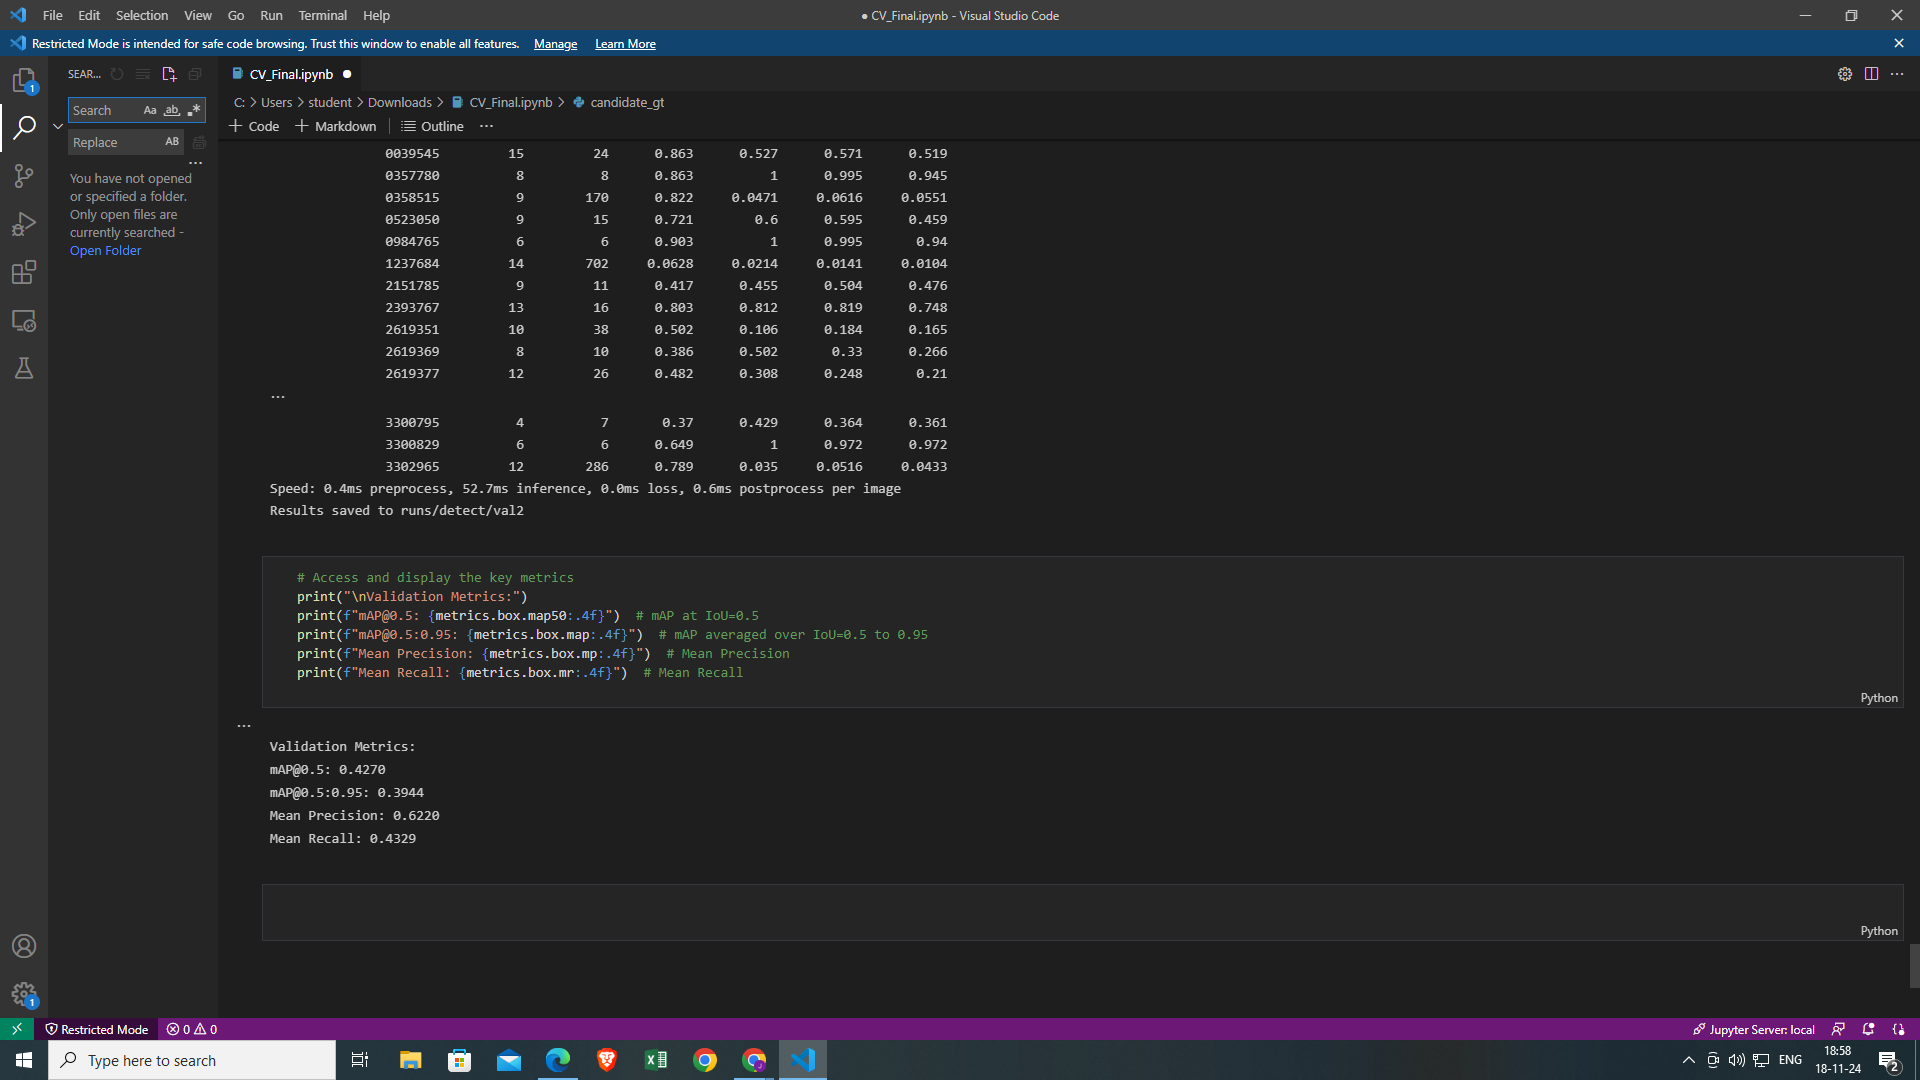 File Edit Selection View Go Run Terminal Help ● CV_Final.ipynb - Visual Studio Code
Restricted Mode is intended for safe code browsing. Trust this window to enable all features. Manage Learn More
SEAR...
Search Aa ab .*
Replace AB
...
You have not opened
or specified a folder.
Only open files are
currently searched -
Open Folder
1
1
CV_Final.ipynb ●
C: > Users > student > Downloads > CV_Final.ipynb > candidate_gt
+ Code + Markdown Outline ...
0039545 15 24 0.863 0.527 0.571 0.519
0357780 8 8 0.863 1 0.995 0.945
0358515 9 170 0.822 0.0471 0.0616 0.0551
0523050 9 15 0.721 0.6 0.595 0.459
0984765 6 6 0.903 1 0.995 0.94
1237684 14 702 0.0628 0.0214 0.0141 0.0104
2151785 9 11 0.417 0.455 0.504 0.476
2393767 13 16 0.803 0.812 0.819 0.748
2619351 10 38 0.502 0.106 0.184 0.165
2619369 8 10 0.386 0.502 0.33 0.266
2619377 12 26 0.482 0.308 0.248 0.21
...
3300795 4 7 0.37 0.429 0.364 0.361
3300829 6 6 0.649 1 0.972 0.972
3302965 12 286 0.789 0.035 0.0516 0.0433
Speed: 0.4ms preprocess, 52.7ms inference, 0.0ms loss, 0.6ms postprocess per image
Results saved to runs/detect/val2
# Access and display the key metrics
print("\nValidation Metrics:")
print(f"mAP@0.5: {metrics.box.map50:.4f}")  # mAP at IoU=0.5
print(f"mAP@0.5:0.95: {metrics.box.map:.4f}")  # mAP averaged over IoU=0.5 to 0.95
print(f"Mean Precision: {metrics.box.mp:.4f}")  # Mean Precision
print(f"Mean Recall: {metrics.box.mr:.4f}")  # Mean Recall
Python
...
Validation Metrics:
mAP@0.5: 0.4270
mAP@0.5:0.95: 0.3944
Mean Precision: 0.6220
Mean Recall: 0.4329
Python
Restricted Mode 0 0 Jupyter Server: local
Type here to search ENG 18:58
18-11-24 2